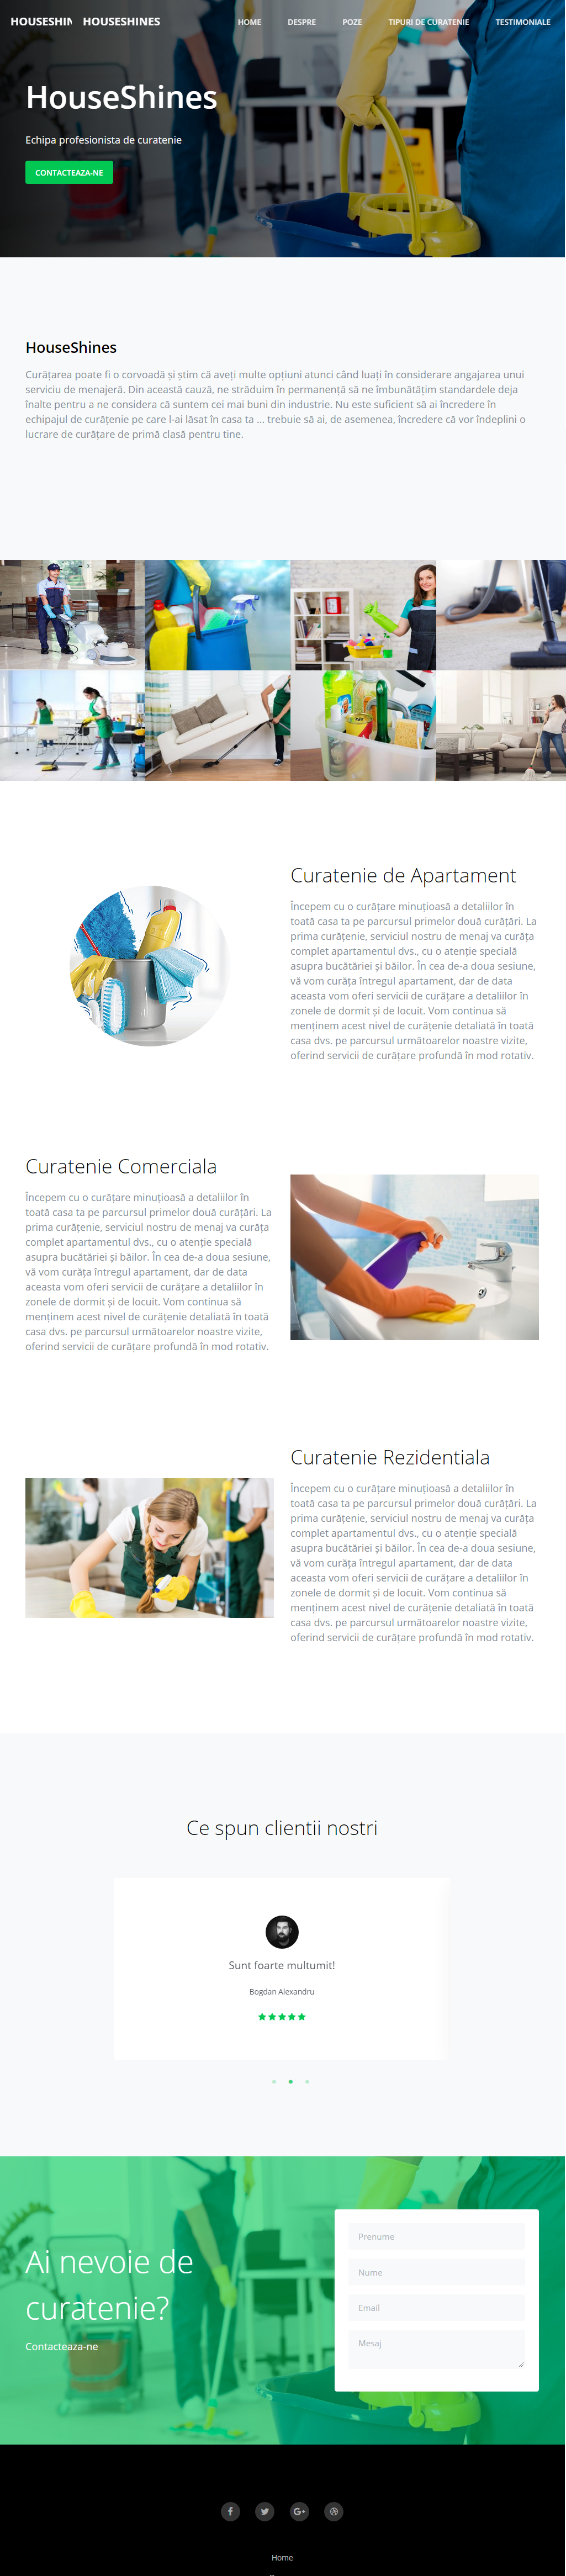 HOUSESHIN HOUSESHINES HOME DESPRE POZE TIPURI DE CURATENIE TESTIMONIALE
HouseShines
Echipa profesionista de curatenie
CONTACTEAZA-NE
HouseShines
Curățarea poate fi o corvoadă și știm că aveți multe opțiuni atunci când luați în considerare angajarea unui
serviciu de menajeră. Din această cauză, ne străduim în permanență să ne îmbunătățim standardele deja
înalte pentru a ne considera că suntem cei mai buni din industrie. Nu este suficient să ai încredere în
echipajul de curățenie pe care l-ai lăsat în casa ta ... trebuie să ai, de asemenea, încredere că vor îndeplini o
lucrare de curățare de primă clasă pentru tine.
Curatenie de Apartament
Începem cu o curățare minuțioasă a detaliilor în
toată casa ta pe parcursul primelor două curățări. La
prima curățenie, serviciul nostru de menaj va curăța
complet apartamentul dvs., cu o atenție specială
asupra bucătăriei și băilor. În cea de-a doua sesiune,
vă vom curăța întregul apartament, dar de data
aceasta vom oferi servicii de curățare a detaliilor în
zonele de dormit și de locuit. Vom continua să
menținem acest nivel de curățenie detaliată în toată
casa dvs. pe parcursul următoarelor noastre vizite,
oferind servicii de curățare profundă în mod rotativ.
Curatenie Comerciala
Începem cu o curățare minuțioasă a detaliilor în
toată casa ta pe parcursul primelor două curățări. La
prima curățenie, serviciul nostru de menaj va curăța
complet apartamentul dvs., cu o atenție specială
asupra bucătăriei și băilor. În cea de-a doua sesiune,
vă vom curăța întregul apartament, dar de data
aceasta vom oferi servicii de curățare a detaliilor în
zonele de dormit și de locuit. Vom continua să
menținem acest nivel de curățenie detaliată în toată
casa dvs. pe parcursul următoarelor noastre vizite,
oferind servicii de curățare profundă în mod rotativ.
Curatenie Rezidentiala
Începem cu o curățare minuțioasă a detaliilor în
toată casa ta pe parcursul primelor două curățări. La
prima curățenie, serviciul nostru de menaj va curăța
complet apartamentul dvs., cu o atenție specială
asupra bucătăriei și băilor. În cea de-a doua sesiune,
vă vom curăța întregul apartament, dar de data
aceasta vom oferi servicii de curățare a detaliilor în
zonele de dormit și de locuit. Vom continua să
menținem acest nivel de curățenie detaliată în toată
casa dvs. pe parcursul următoarelor noastre vizite,
oferind servicii de curățare profundă în mod rotativ.
Ce spun clientii nostri
Sunt foarte multumit!
Bogdan Alexandru
Ai nevoie de
curatenie?
Contacteaza-ne
Prenume
Nume
Email
Mesaj
Home